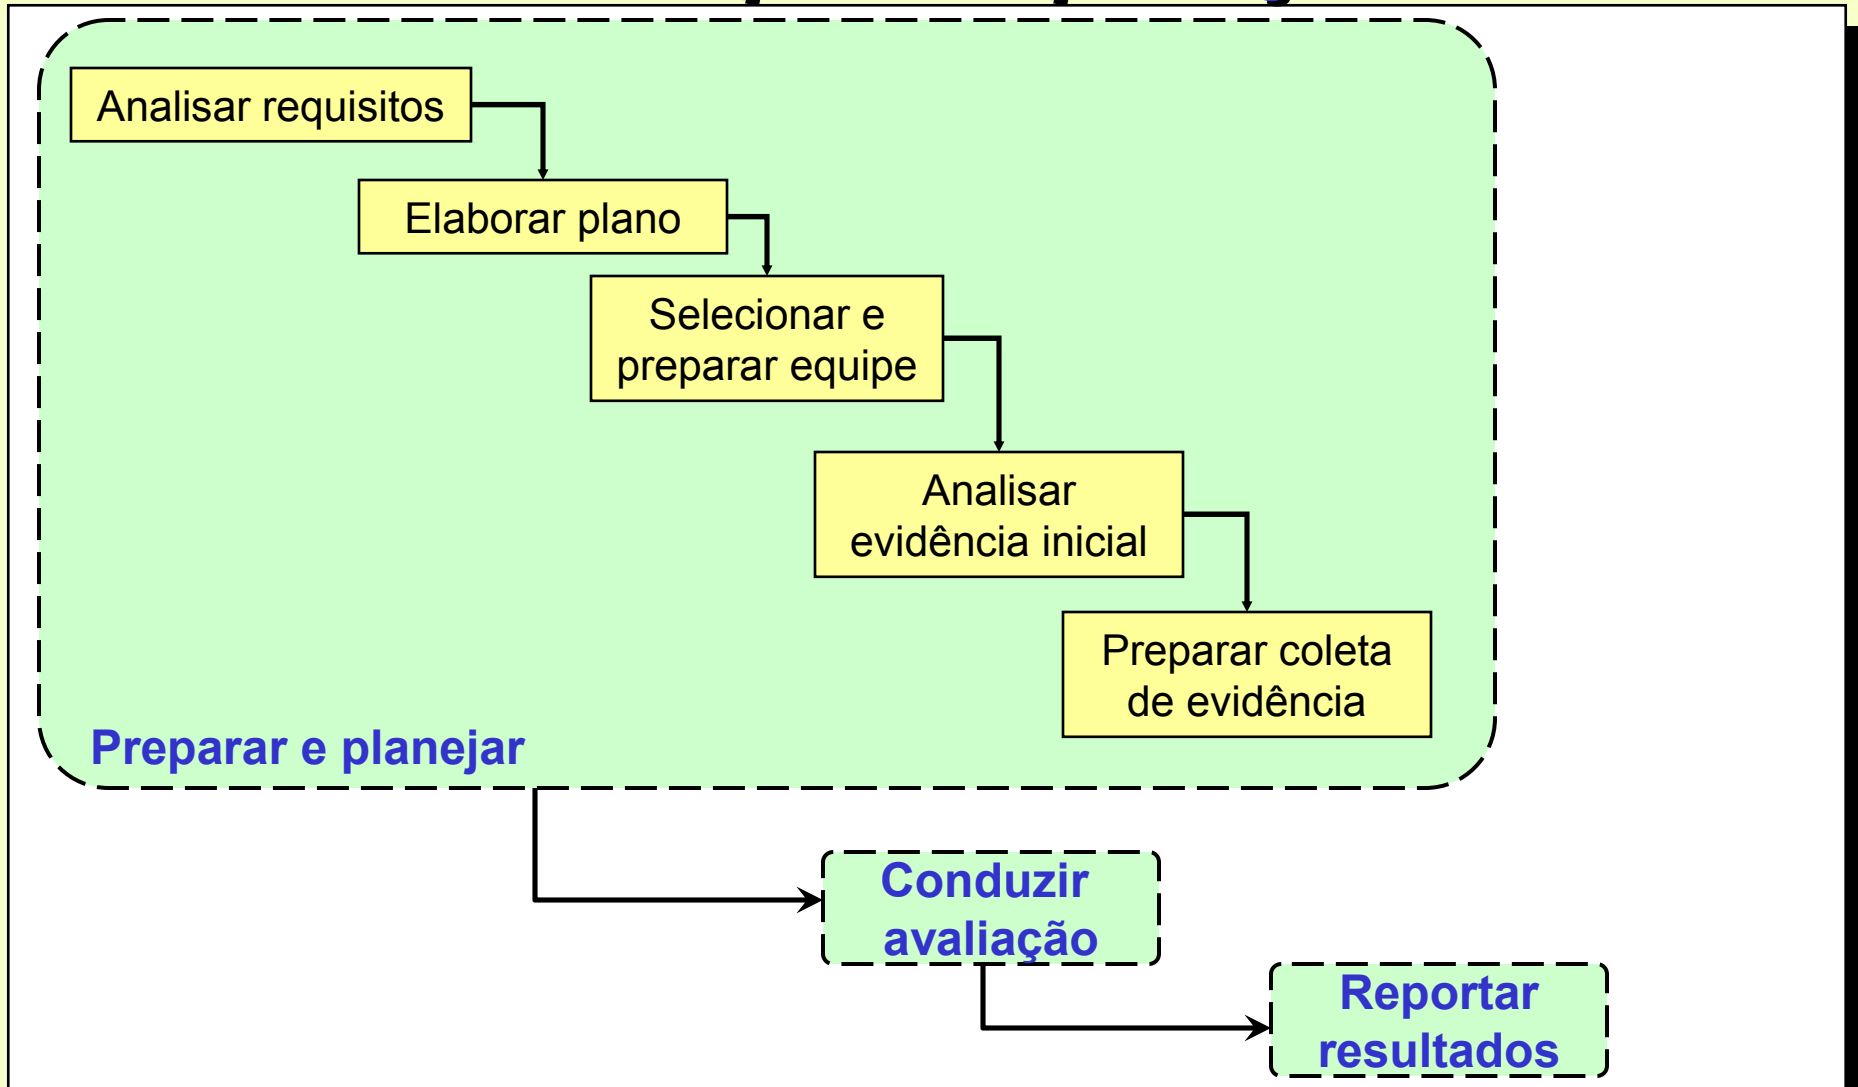 Analisar requisitos
Elaborar plano
Selecionar e
preparar equipe
Analisar
evidência inicial
Preparar coleta
de evidência
Preparar e planejar
Conduzir
avaliação
Reportar
resultados